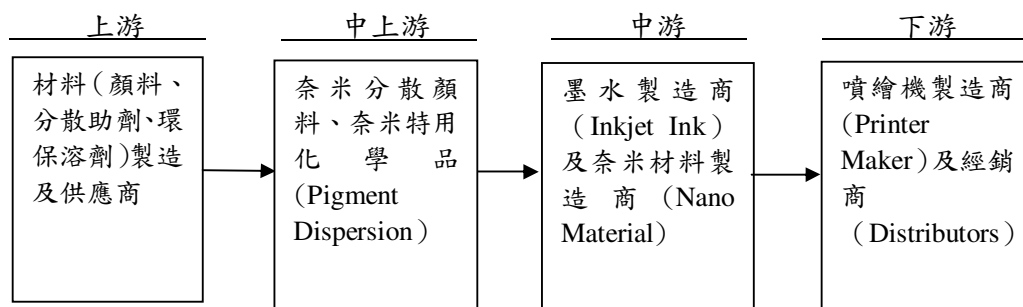 上游
材料(顏料、
分散助劑、環
保溶劑)製造
及供應商
中上游
奈米分散顏
料、奈米特用
化學品
(Pigment
Dispersion)
中游
墨水製造商
(Inkjet Ink)
及奈米材料製
造商(Nano
Material)
下游
噴繪機製造商
(Printer
Maker)及經銷
商
(Distributors)